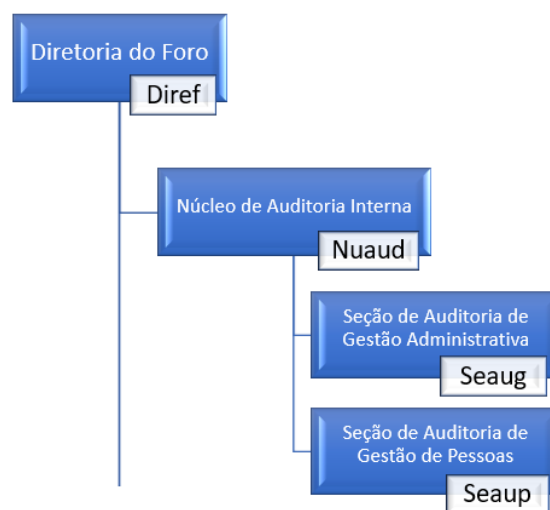 Diretoria do Foro
Diref
Núcleo de Auditoria Interna
Nuaud
Seção de Auditoria de
Gestão Administrativa
Seaug
Seção de Auditoria de
Gestão de Pessoas
Seaup